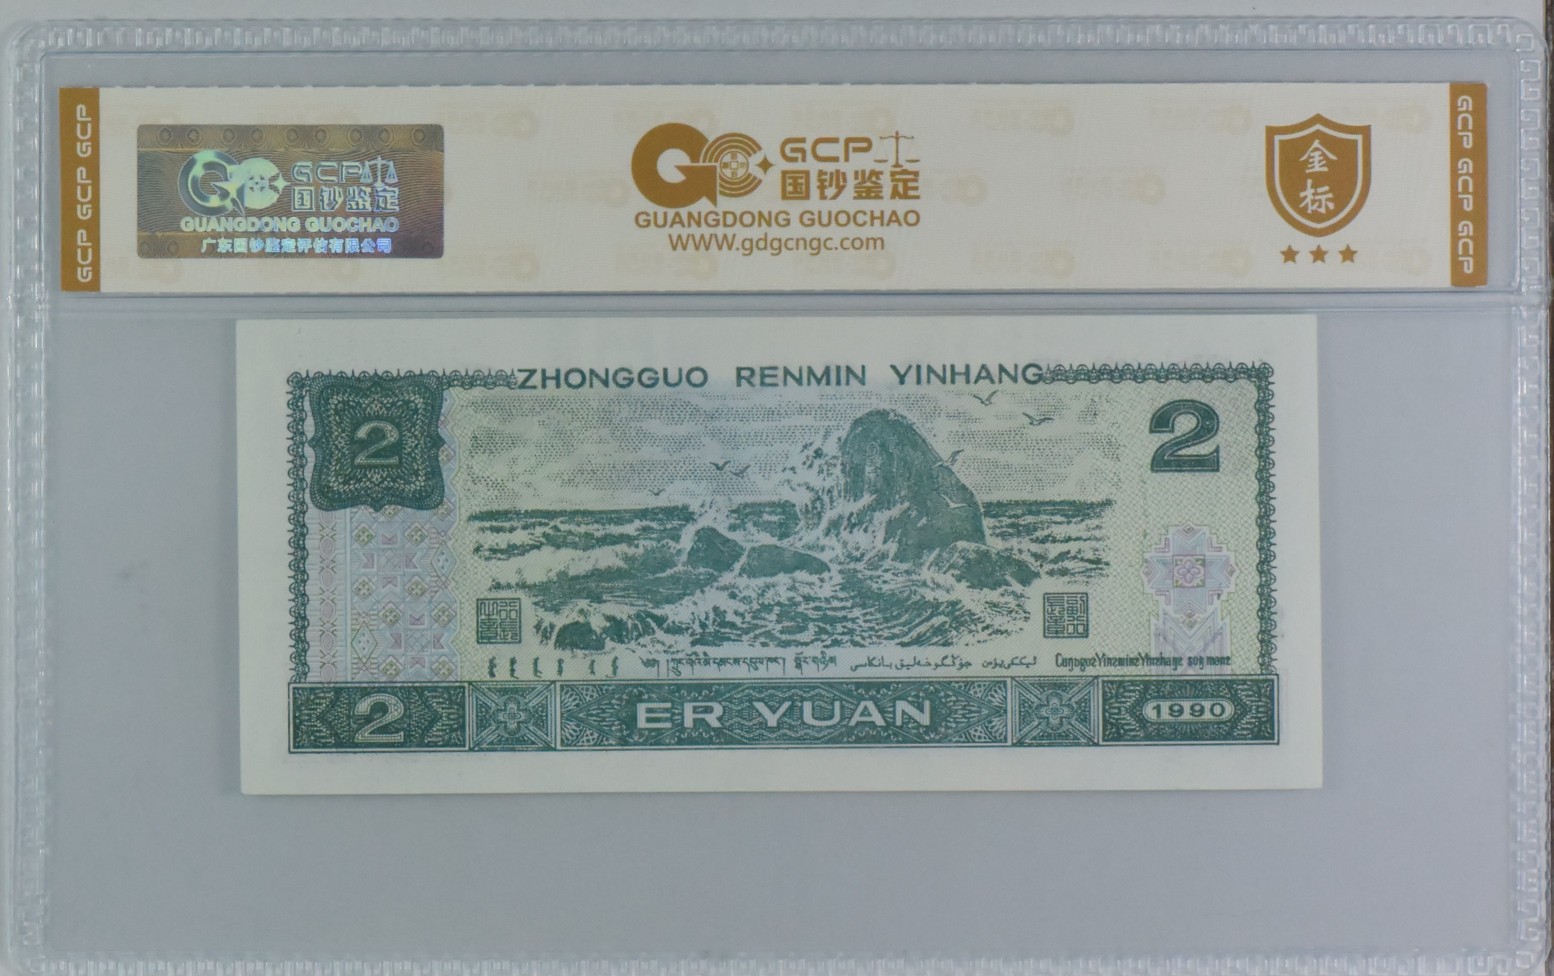 GCP GCP GCP
GCP
国钞鉴定
GUANGDONG GUOCHAO
广东国钞鉴定评估有限公司
GCP
国钞鉴定
GUANGDONG GUOCHAO
WWW.gdgcngc.com
金
标
GCP GCP GCP
ZHONGGUO RENMIN YINHANG
2
2
2
ER YUAN
1990